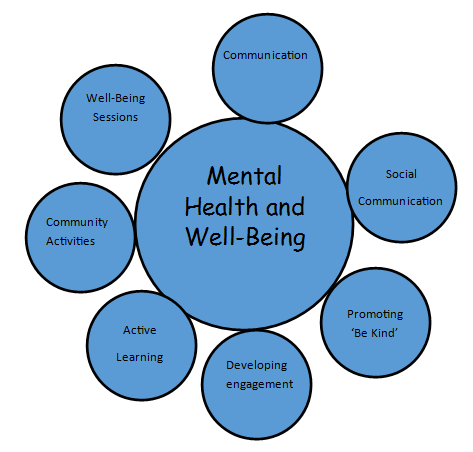 Communication
Well-Being
Sessions
Mental
Health and
Well-Being
Social
Communication
Community
Activities
Promoting
‘Be Kind’
Active
Learning
Developing
engagement